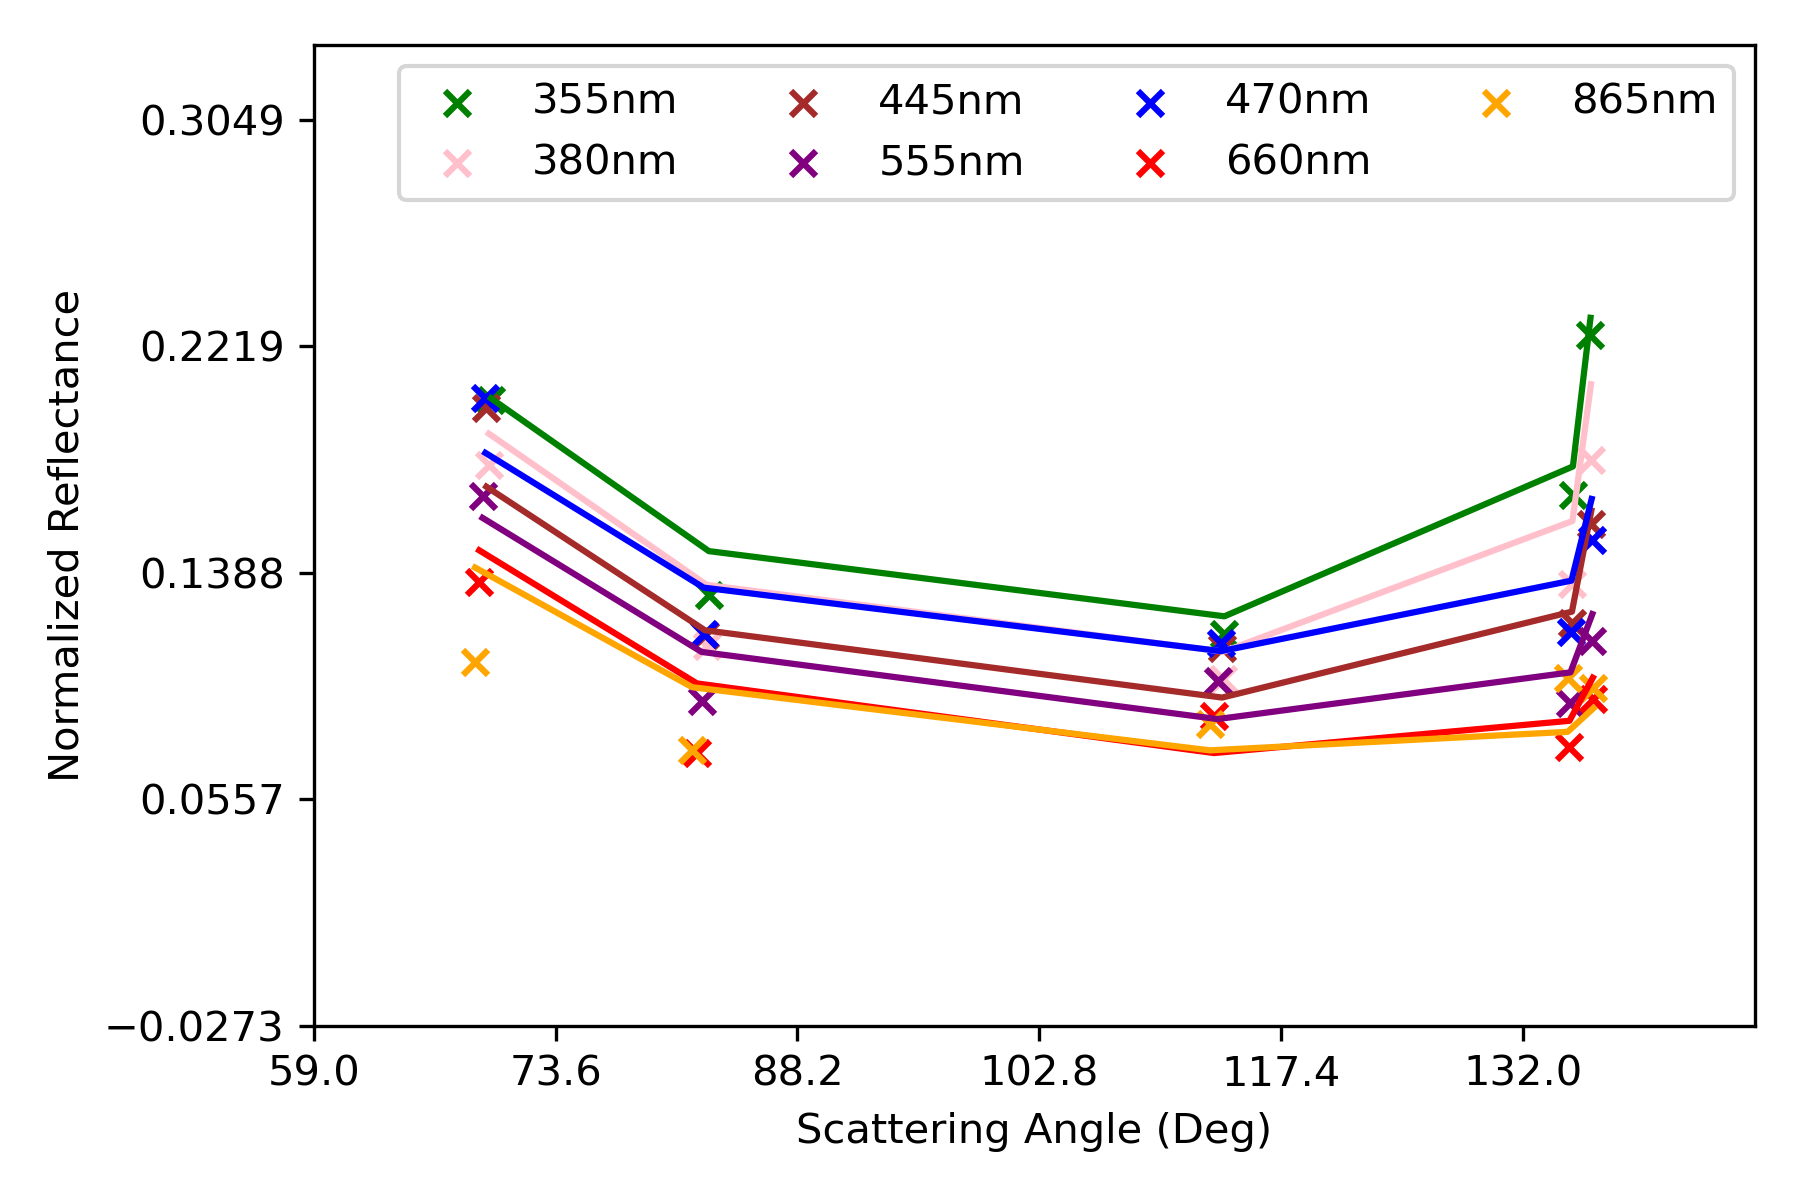 355nm 445nm 470nm 865nm
380nm 555nm 660nm
Normalized Reflectance
0.3049
0.2219
0.1388
0.0557
−0.0273
59.0 73.6 88.2 102.8 117.4 132.0
Scattering Angle (Deg)